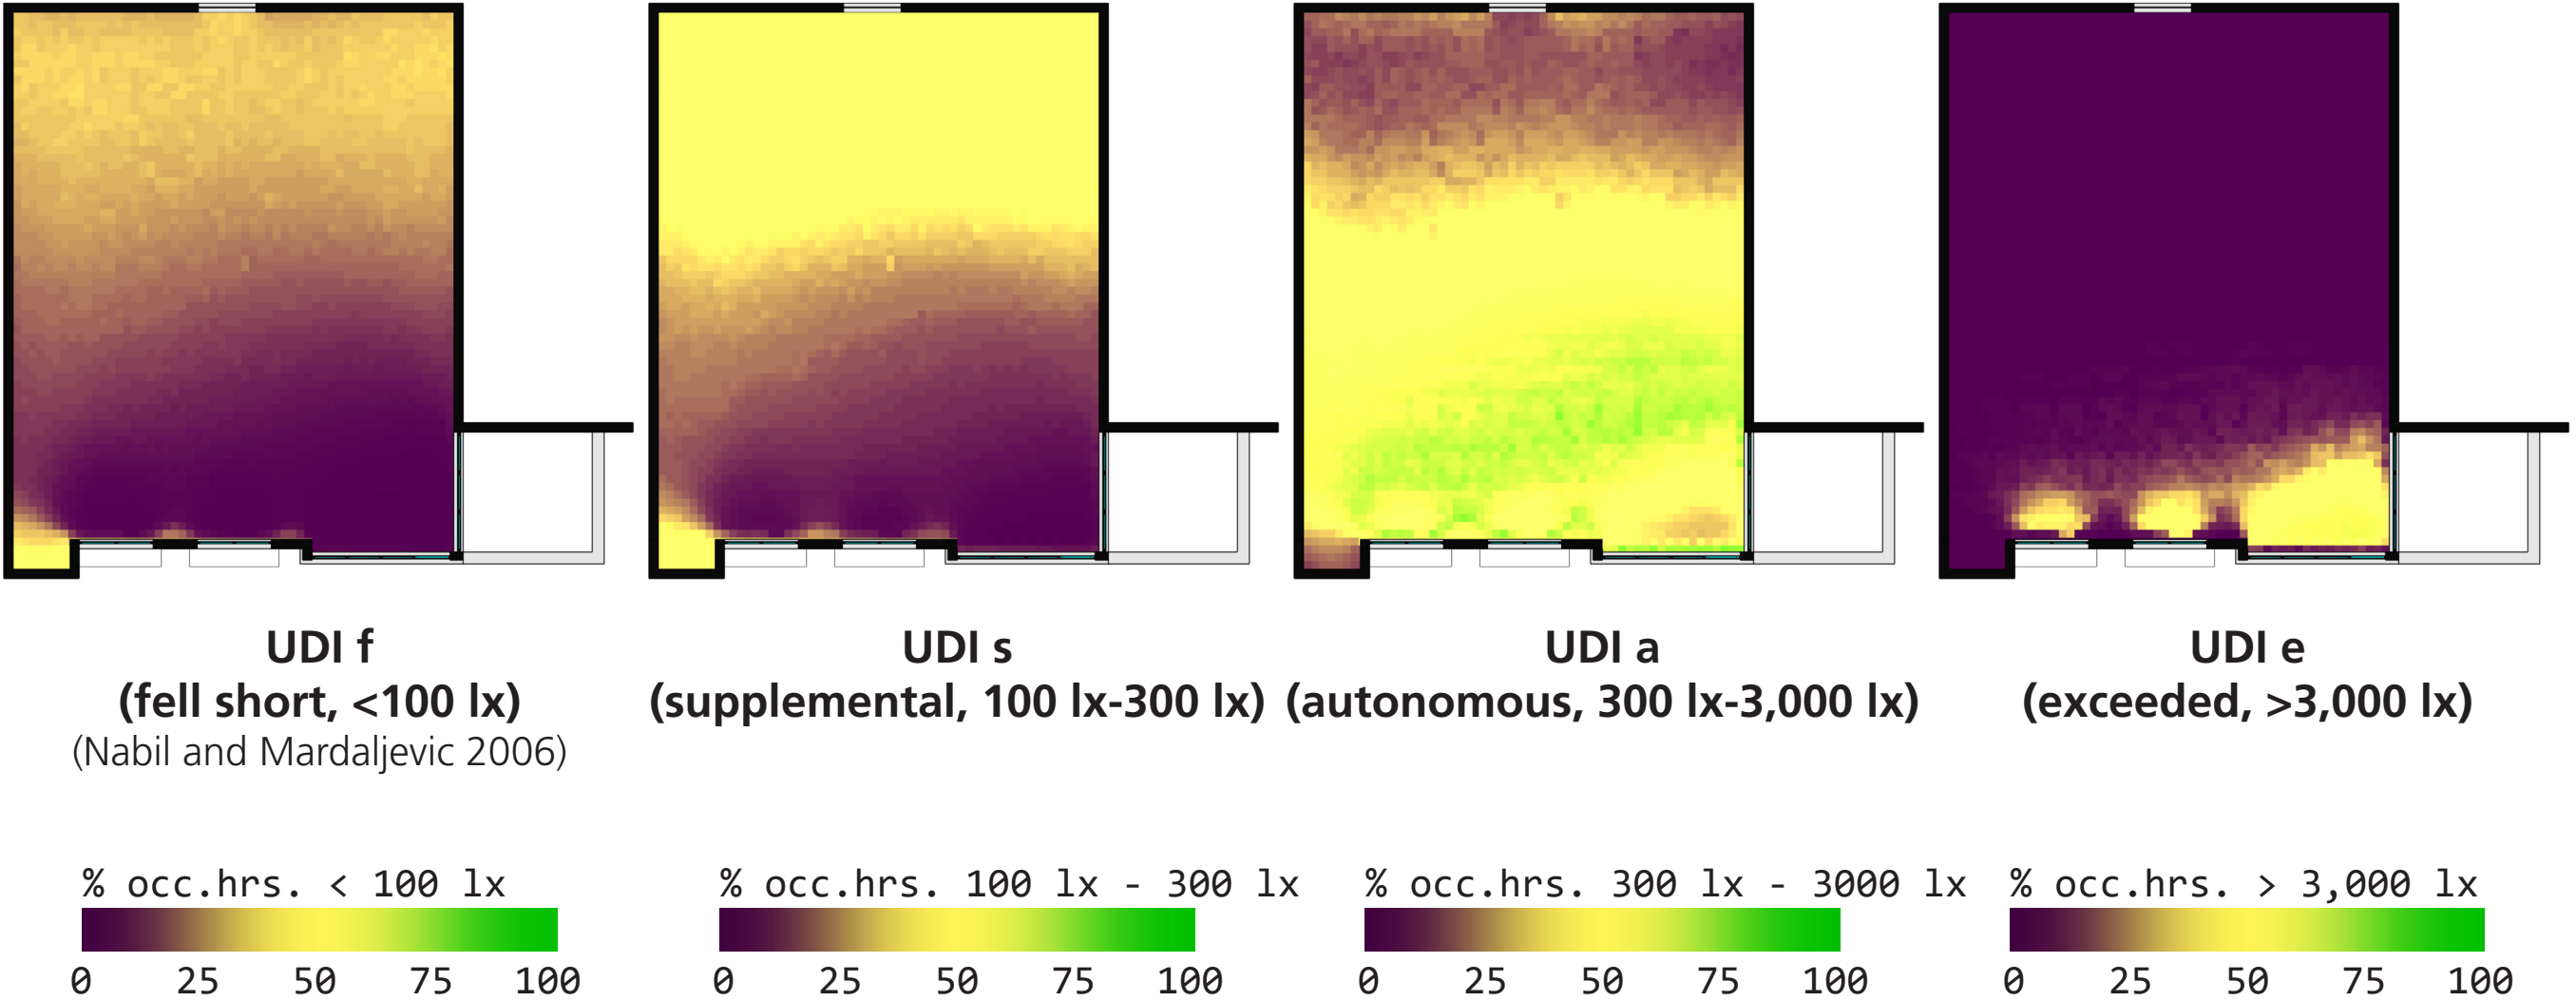 UDI f
(fell short, <100 lx)
(Nabil and Mardaljevic 2006)
UDI s
(supplemental, 100 lx-300 lx)
UDI a
(autonomous, 300 lx-3,000 lx)
UDI e
(exceeded, >3,000 lx)
% occ.hrs. < 100 lx
0 25 50 75 100
% occ.hrs. 100 lx - 300 lx
0 25 50 75 100
% occ.hrs. 300 lx - 3000 lx
0 25 50 75 100
% occ.hrs. > 3,000 lx
0 25 50 75 100